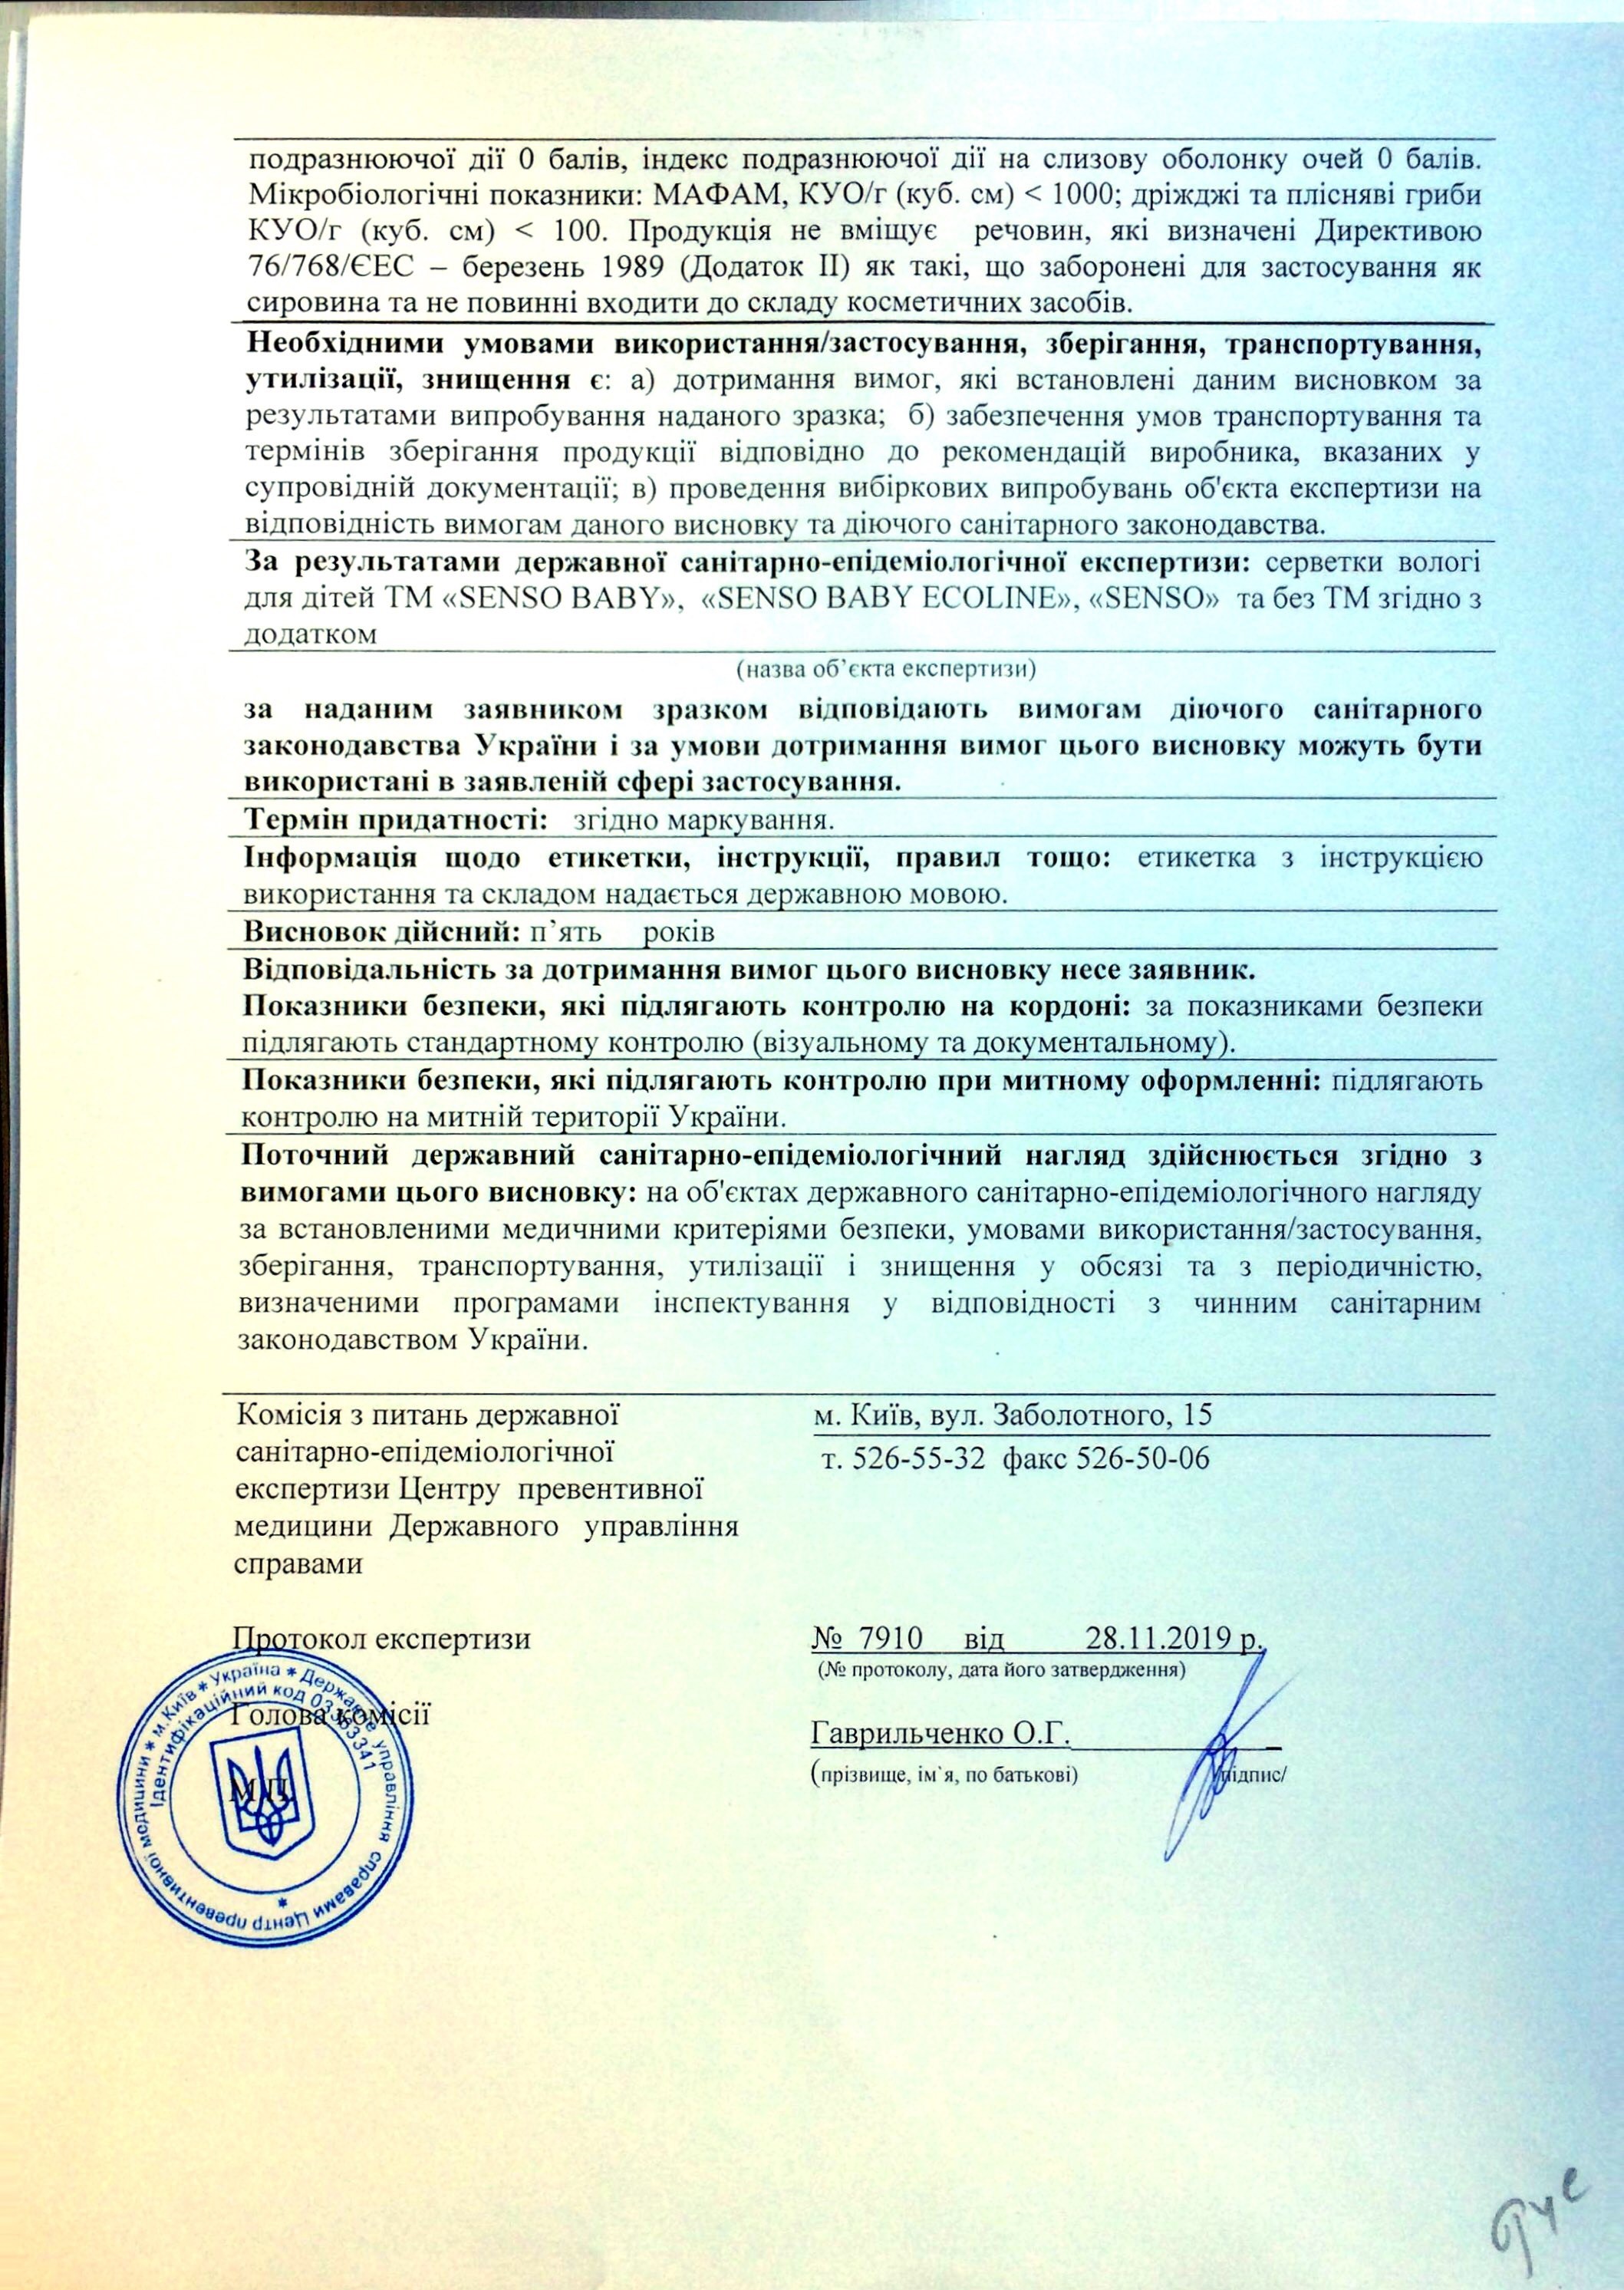 подразнюючої дії 0 балів, індекс подразнюючої дії на слизову оболонку очей 0 балів.
Мікробіологічні показники: МАФАМ, КУО/г (куб. см) < 1000; дріжджі та плісняві гриби
КУО/г (куб. см) < 100. Продукція не вміщує речовин, які визначені Директивою
76/768/ЄЕС – березень 1989 (Додаток II) як такі, що заборонені для застосування як
сировина та не повинні входити до складу косметичних засобів.
Необхідними умовами використання/застосування, зберігання, транспортування,
утилізації, знищення є: а) дотримання вимог, які встановлені даним висновком за
результатами випробування наданого зразка; б) забезпечення умов транспортування та
термінів зберігання продукції відповідно до рекомендацій виробника, вказаних у
супровідній документації; в) проведення вибіркових випробувань об'єкта експертизи на
відповідність вимогам даного висновку та діючого санітарного законодавства.
За результатами державної санітарно-епідеміологічної експертизи: серветки вологі
для дітей ТМ «SENSO BABY», «SENSO BABY ECOLINE», «SENSO» та без ТМ згідно з
додатком
(назва об’єкта експертизи)
за наданим заявником зразком відповідають вимогам діючого санітарного
законодавства України і за умови дотримання вимог цього висновку можуть бути
використані в заявленій сфері застосування.
Термін придатності: згідно маркування.
Інформація щодо етикетки, інструкції, правил тощо: етикетка з інструкцією
використання та складом надається державною мовою.
Висновок дійсний: п`ять років
Відповідальність за дотримання вимог цього висновку несе заявник.
Показники безпеки, які підлягають контролю на кордоні: за показниками безпеки
підлягають стандартному контролю (візуальному та документальному).
Показники безпеки, які підлягають контролю при митному оформленні: підлягають
контролю на митній території України.
Поточний державний санітарно-епідеміологічний нагляд здійснюється згідно з
вимогами цього висновку: на об'єктах державного санітарно-епідеміологічного нагляду
за встановленими медичними критеріями безпеки, умовами використання/застосування,
зберігання, транспортування, утилізації і знищення у обсязі та з періодичністю,
визначеними програмами інспектування у відповідності з чинним санітарним
законодавством України.
Комісія з питань державної
санітарно-епідеміологічної
експертизи Центру превентивної
медицини Державного управління
справами
м. Київ, вул. Заболотного, 15
т. 526-55-32 факс 526-50-06
Протокол експертизи
№ 7910 від 28.11.2019 р.
(№ протоколу, дата його затвердження)
Голова комісії
Гаврильченко О.Г.
(прізвище, ім`я, по батькові)
підпис/
М.П.
м.Київ * Україна * Державне управління справами Центр превентивної медицини *
Ідентифікаційний код 03363341